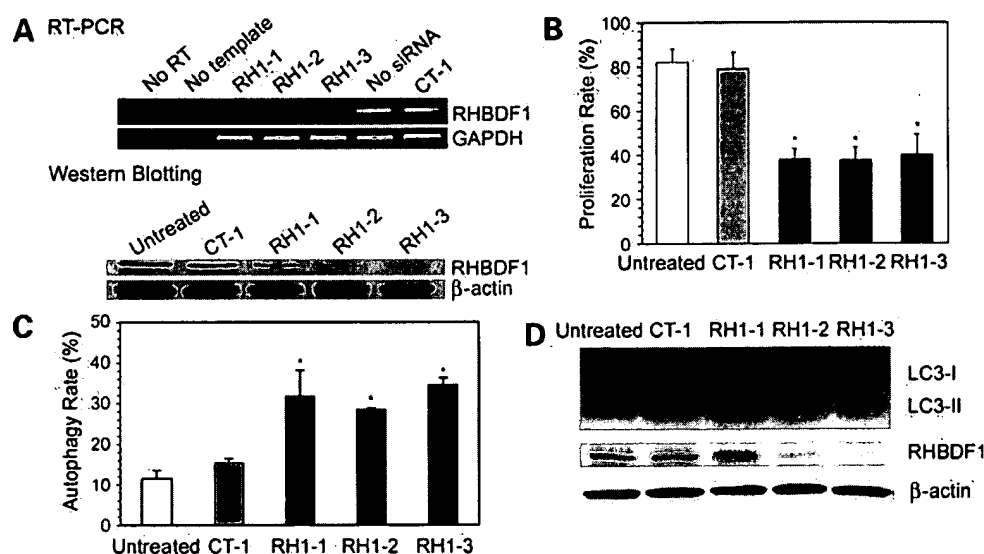 A RT-PCR
No RT
No template
RH1-1
RH1-2
RH1-3
No siRNA
CT-1
RHBDF1
GAPDH
Western Blotting
Untreated
CT-1
RH1-1
RH1-2
RH1-3
RHBDF1
β-actin
B
Proliferation Rate (%)
100
80
60
40
20
0
* * *
Untreated CT-1 RH1-1 RH1-2 RH1-3
C
Autophagy Rate (%)
50
40
30
20
10
0
* * *
Untreated CT-1 RH1-1 RH1-2 RH1-3
D
Untreated CT-1 RH1-1 RH1-2 RH1-3
LC3-I
LC3-II
RHBDF1
β-actin